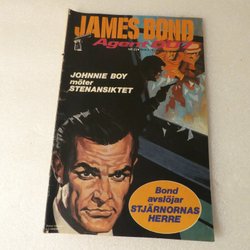 JAMES BOND
Agent 007
JOHNNIE BOY
möter
STENANSIKTET
Bond
avslöjar
STJÄRNORNAS
HERRE